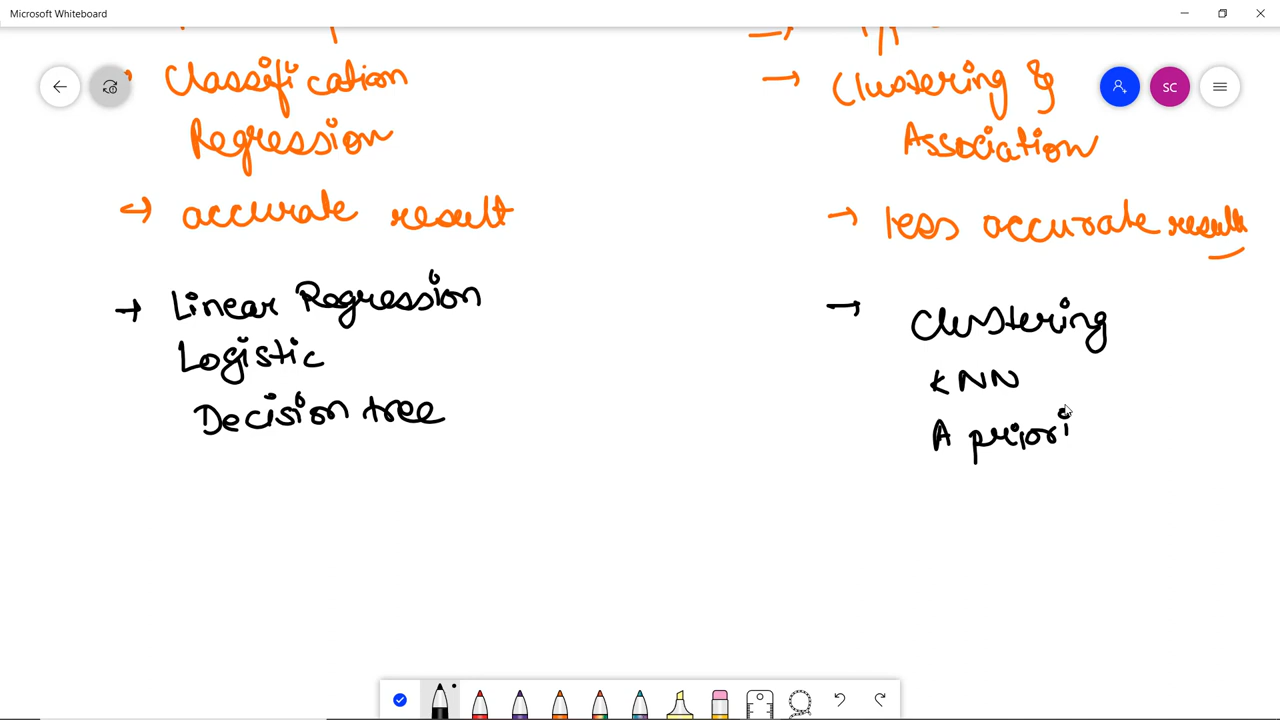 Microsoft Whiteboard
Classification
Regression
→ accurate result
→ Linear Regression
Logistic
Decision tree
→ Clustering &
Association
→ less accurate result
→ Clustering
KNN
A priori
SC